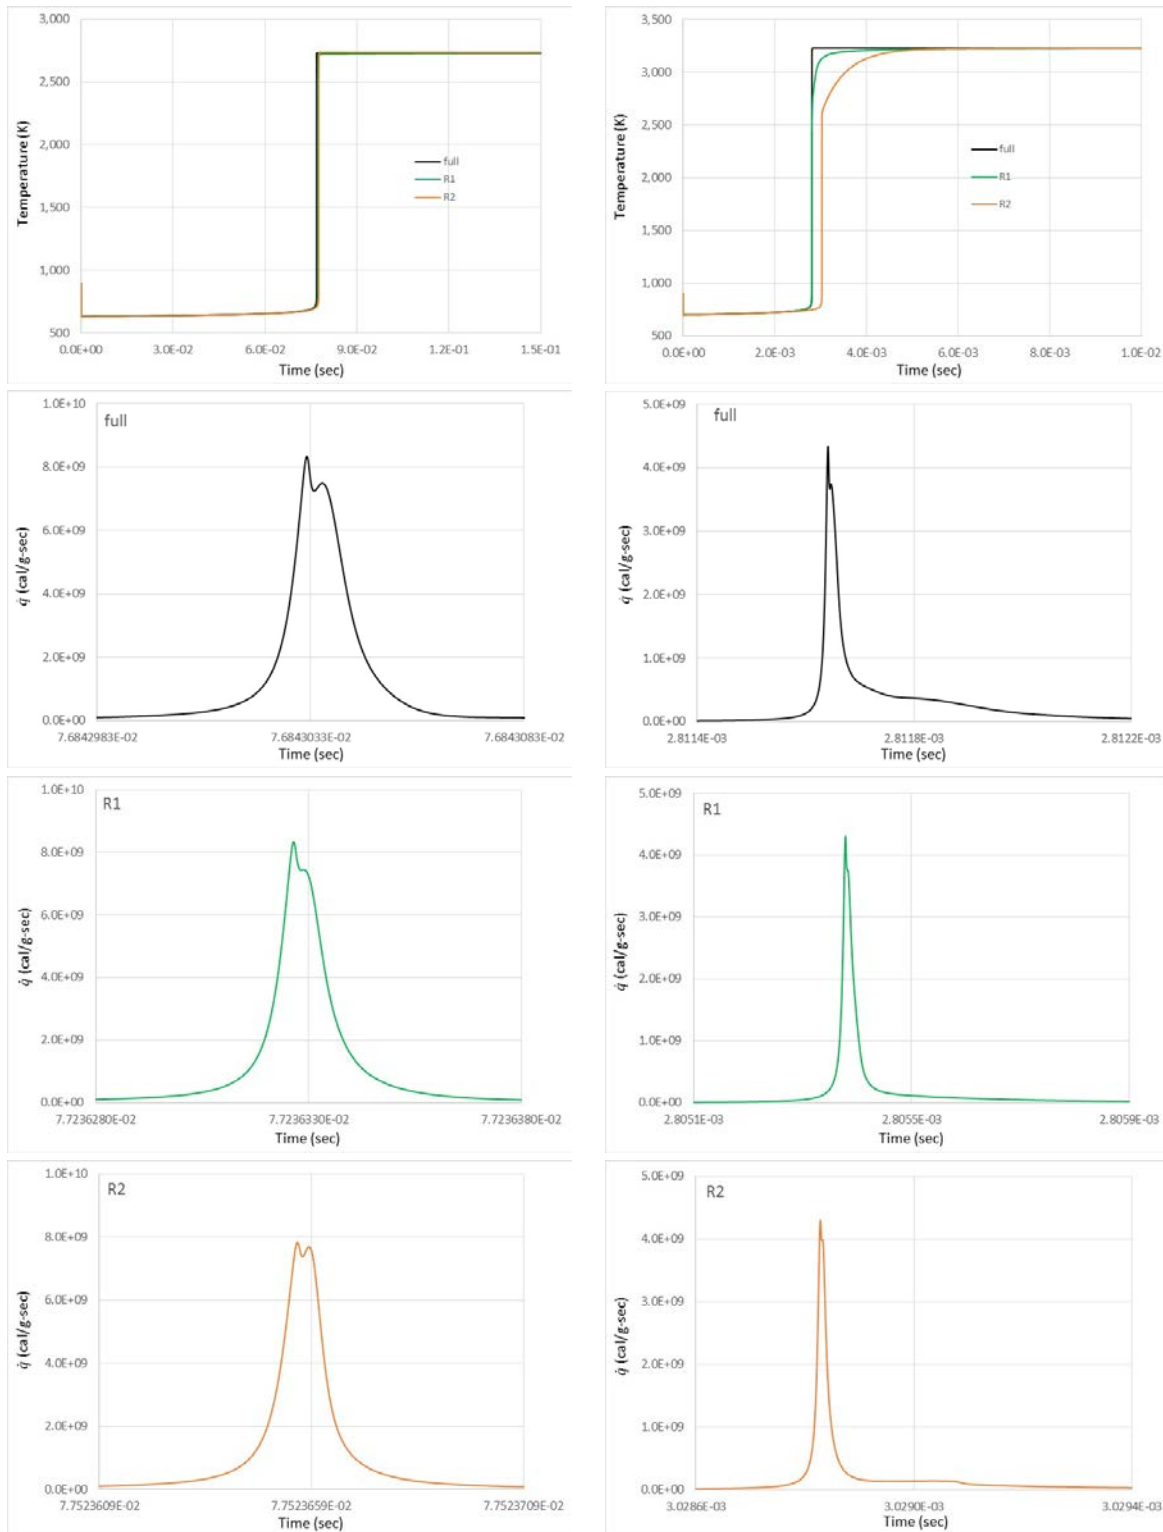 3,000
2,500
2,000
1,500
1,000
500
Temperature (K)
full
R1
R2
0.0E+00 3.0E-02 6.0E-02 9.0E-02 1.2E-01 1.5E-01
Time (sec)
3,500
3,000
2,500
2,000
1,500
1,000
500
Temperature (K)
full
R1
R2
0.0E+00 2.0E-03 4.0E-03 6.0E-03 8.0E-03 1.0E-02
Time (sec)
full
1.0E+10
8.0E+09
6.0E+09
4.0E+09
2.0E+09
0.0E+00
q̇ (cal/g-sec)
7.6842983E-02 7.6843033E-02 7.6843083E-02
Time (sec)
full
5.0E+09
4.0E+09
3.0E+09
2.0E+09
1.0E+09
0.0E+00
q̇ (cal/g-sec)
2.8114E-03 2.8118E-03 2.8122E-03
Time (sec)
R1
1.0E+10
8.0E+09
6.0E+09
4.0E+09
2.0E+09
0.0E+00
q̇ (cal/g-sec)
7.7236280E-02 7.7236330E-02 7.7236380E-02
Time (sec)
R1
5.0E+09
4.0E+09
3.0E+09
2.0E+09
1.0E+09
0.0E+00
q̇ (cal/g-sec)
2.8051E-03 2.8055E-03 2.8059E-03
Time (sec)
R2
1.0E+10
8.0E+09
6.0E+09
4.0E+09
2.0E+09
0.0E+00
q̇ (cal/g-sec)
7.7523609E-02 7.7523659E-02 7.7523709E-02
Time (sec)
R2
5.0E+09
4.0E+09
3.0E+09
2.0E+09
1.0E+09
0.0E+00
q̇ (cal/g-sec)
3.0286E-03 3.0290E-03 3.0294E-03
Time (sec)